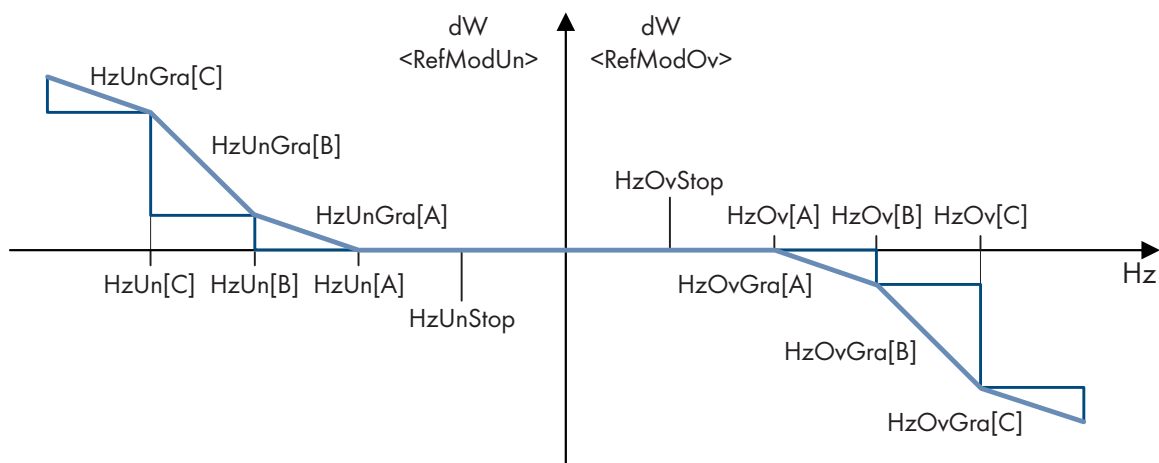 dW
<RefModUn>
dW
<RefModOv>
HzUnGra[C]
HzUnGra[B]
HzUnGra[A]
HzOvStop
HzOv[A] HzOv[B] HzOv[C]
Hz
HzUn[C] HzUn[B] HzUn[A]
HzUnStop
HzOvGra[A]
HzOvGra[B]
HzOvGra[C]